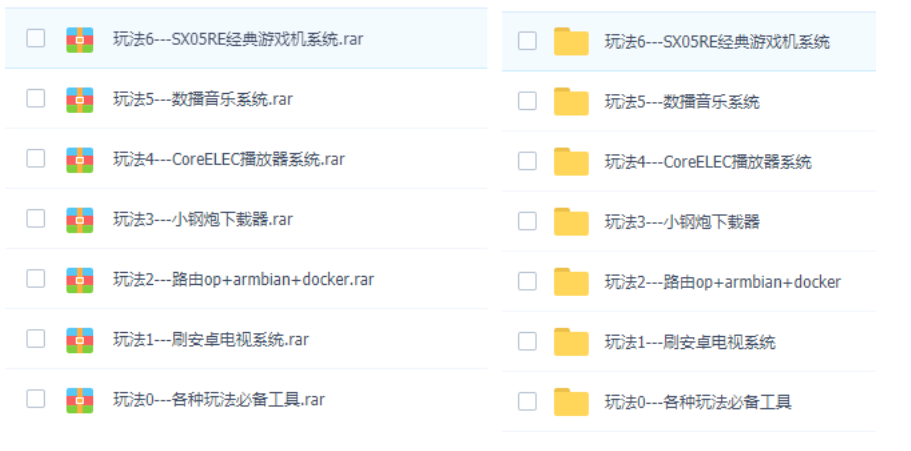 玩法6---SX05RE经典游戏机系统.rar
玩法5---数播音乐系统.rar
玩法4---CoreELEC播放器系统.rar
玩法3---小钢炮下载器.rar
玩法2---路由op+armbian+docker.rar
玩法1---刷安卓电视系统.rar
玩法0---各种玩法必备工具.rar
玩法6---SX05RE经典游戏机系统
玩法5---数播音乐系统
玩法4---CoreELEC播放器系统
玩法3---小钢炮下载器
玩法2---路由op+armbian+docker
玩法1---刷安卓电视系统
玩法0---各种玩法必备工具